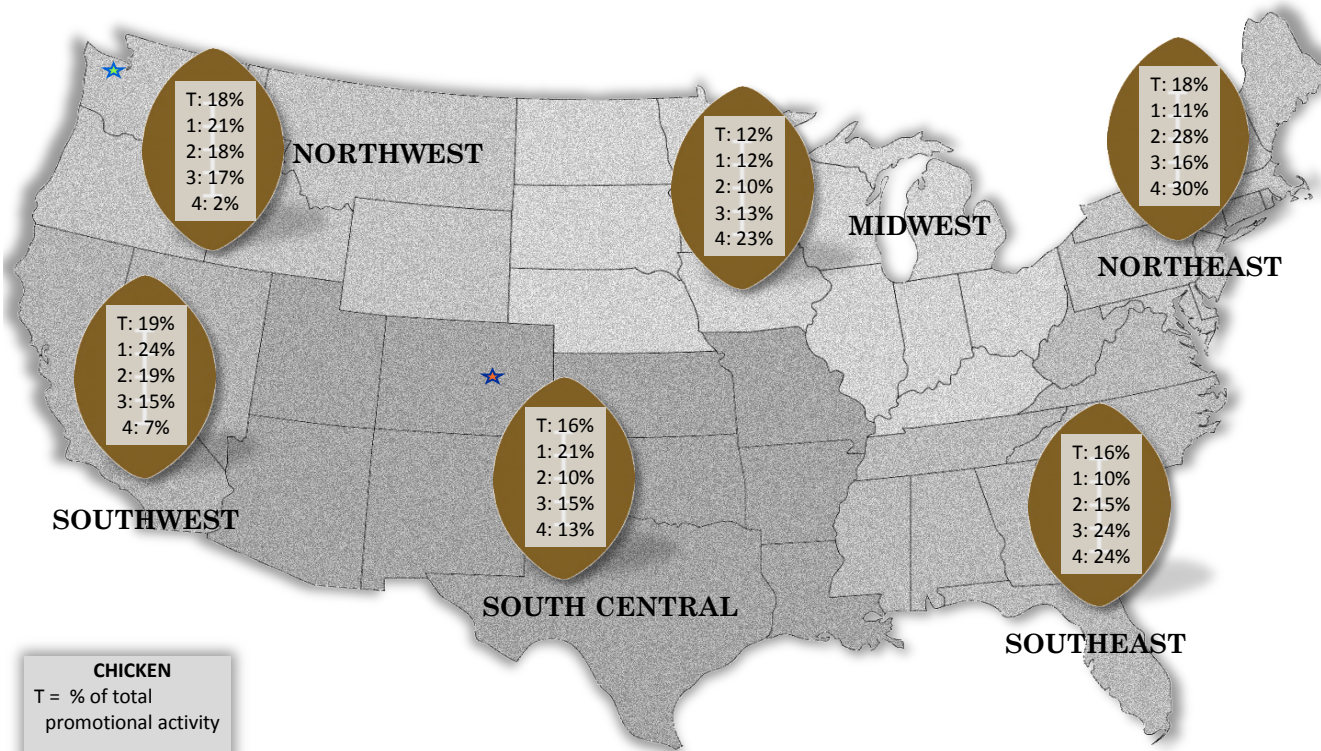 T: 18%
1: 21%
2: 18%
3: 17%
4: 2%
NORTHWEST
T: 12%
1: 12%
2: 10%
3: 13%
4: 23%
MIDWEST
T: 18%
1: 11%
2: 28%
3: 16%
4: 30%
NORTHEAST
T: 19%
1: 24%
2: 19%
3: 15%
4: 7%
SOUTHWEST
T: 16%
1: 21%
2: 10%
3: 15%
4: 13%
SOUTH CENTRAL
T: 16%
1: 10%
2: 15%
3: 24%
4: 24%
SOUTHEAST
CHICKEN
T = % of total
promotional activity